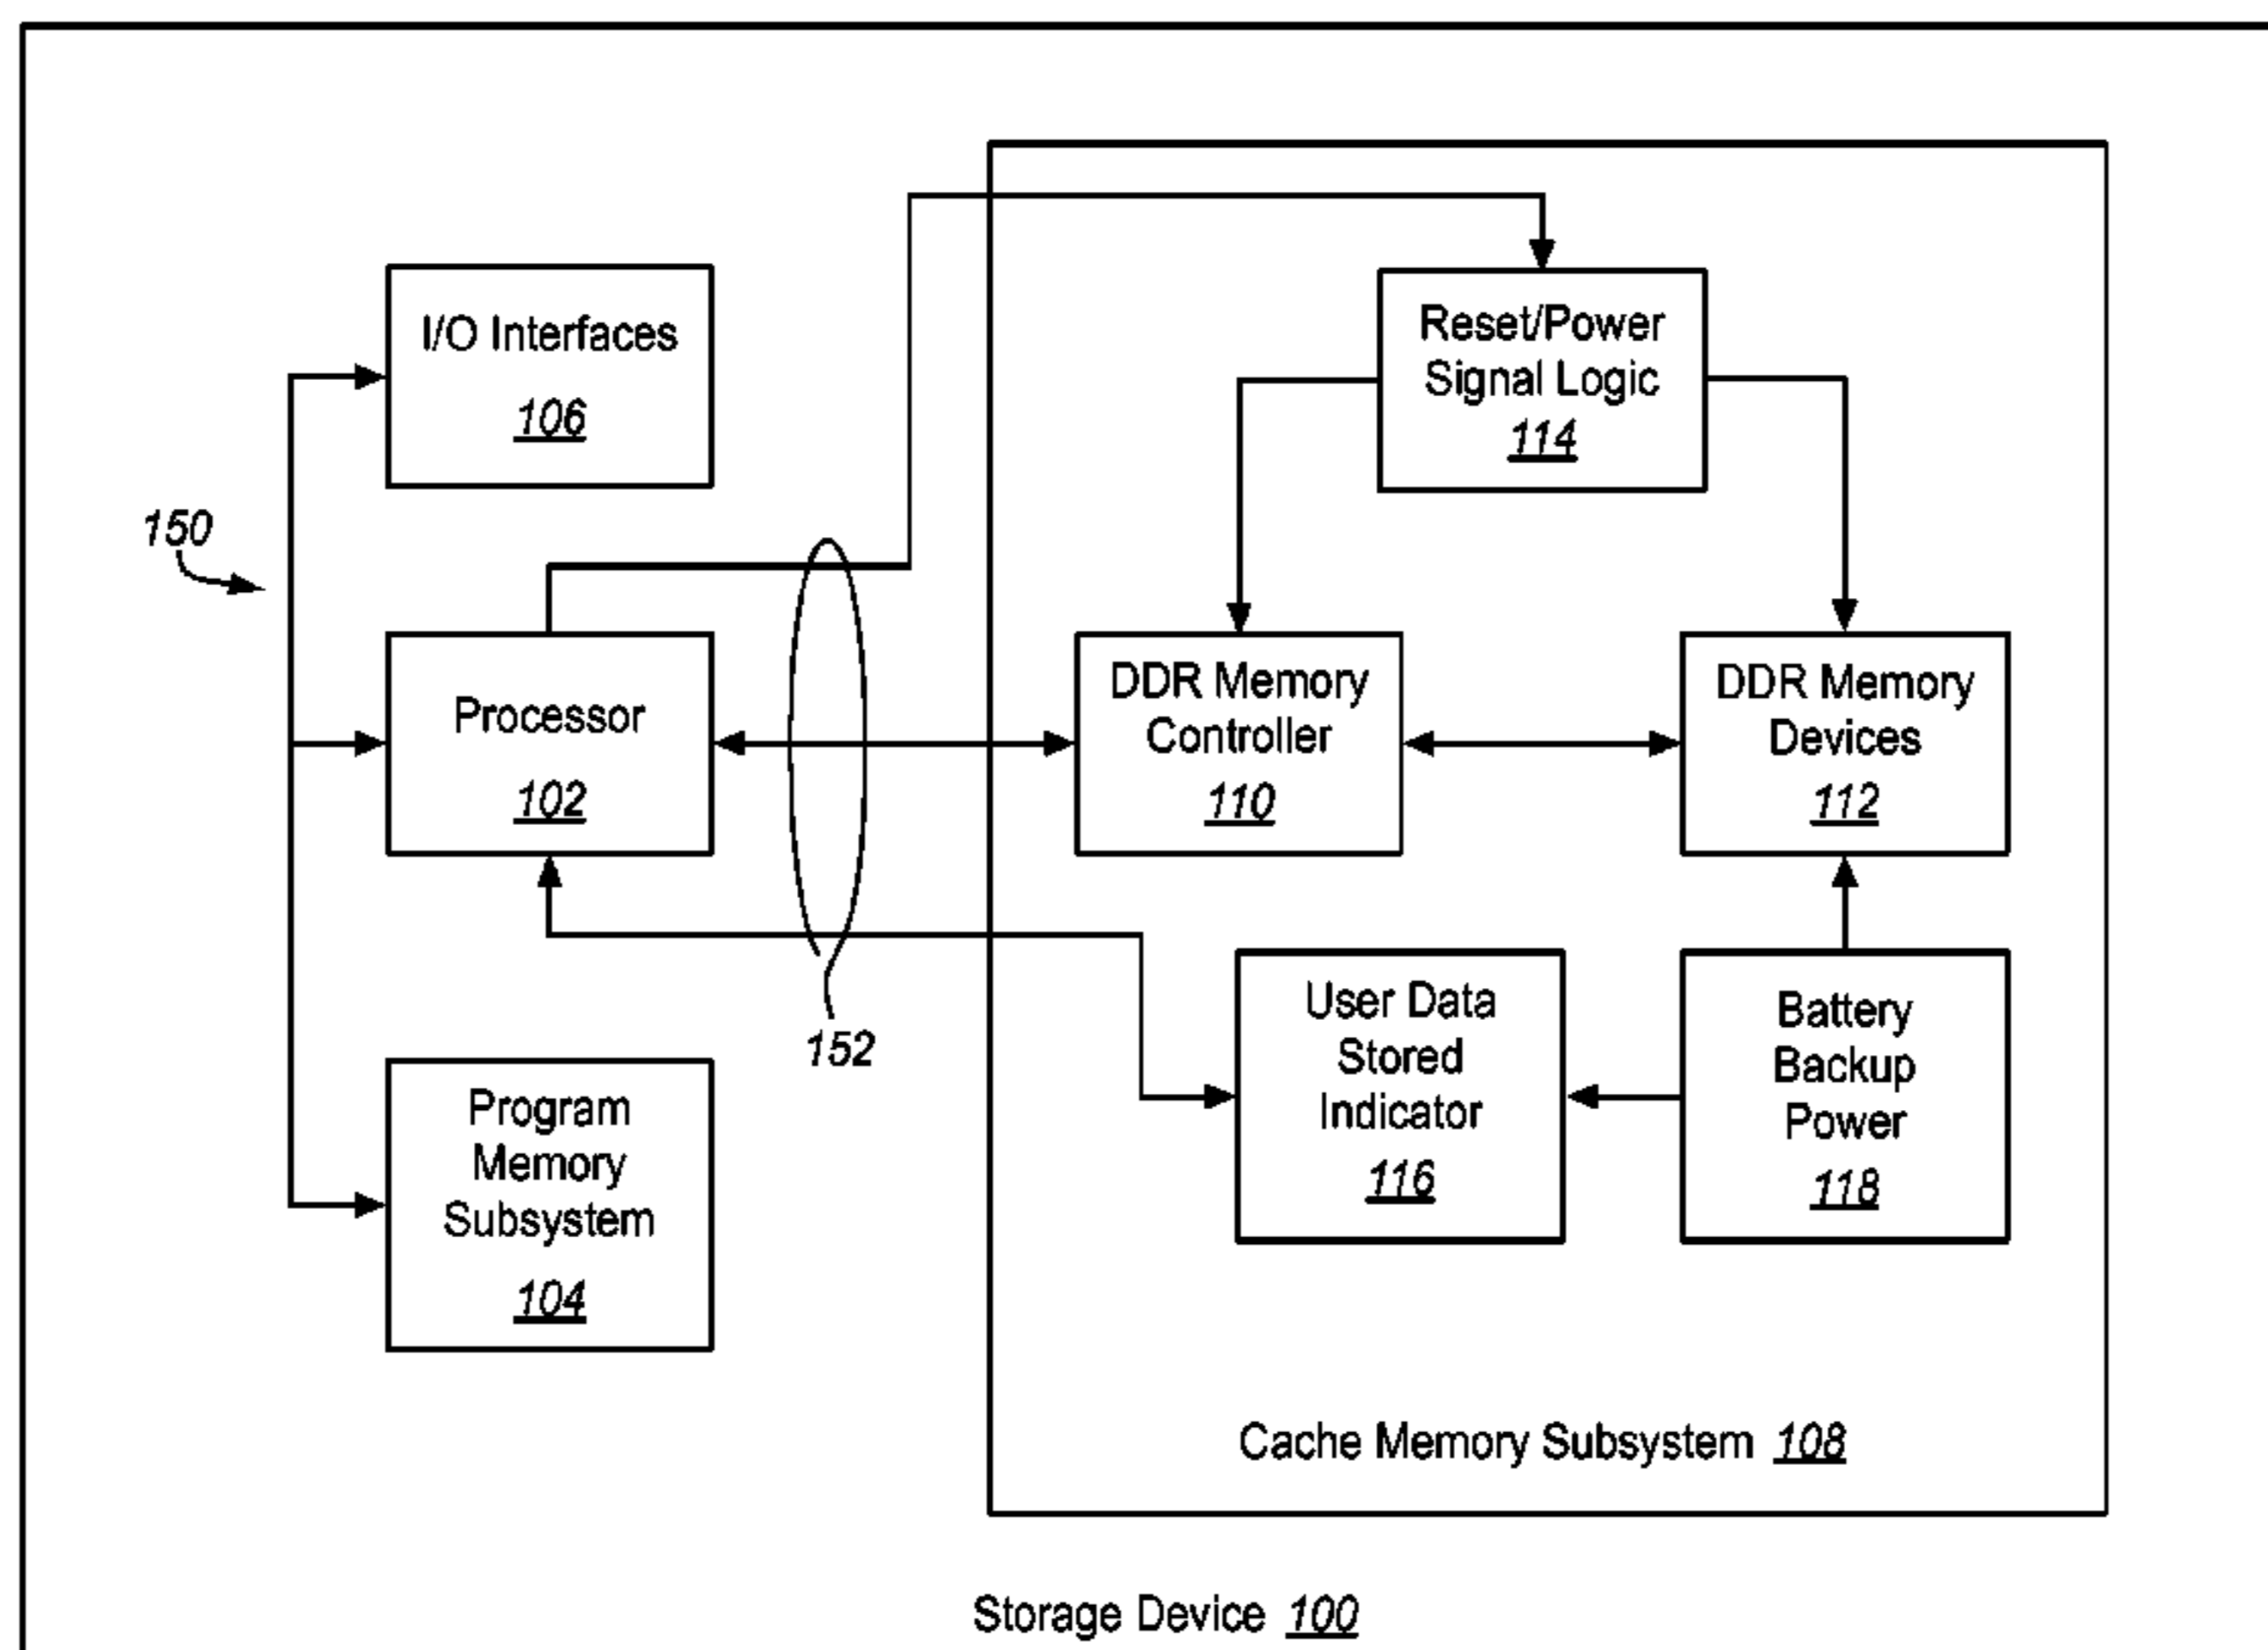 I/O Interfaces
106
Reset/Power
Signal Logic
114
150
Processor
102
DDR Memory
Controller
110
DDR Memory
Devices
112
152
Program
Memory
Subsystem
104
User Data
Stored
Indicator
116
Battery
Backup
Power
118
Cache Memory Subsystem 108
Storage Device 100